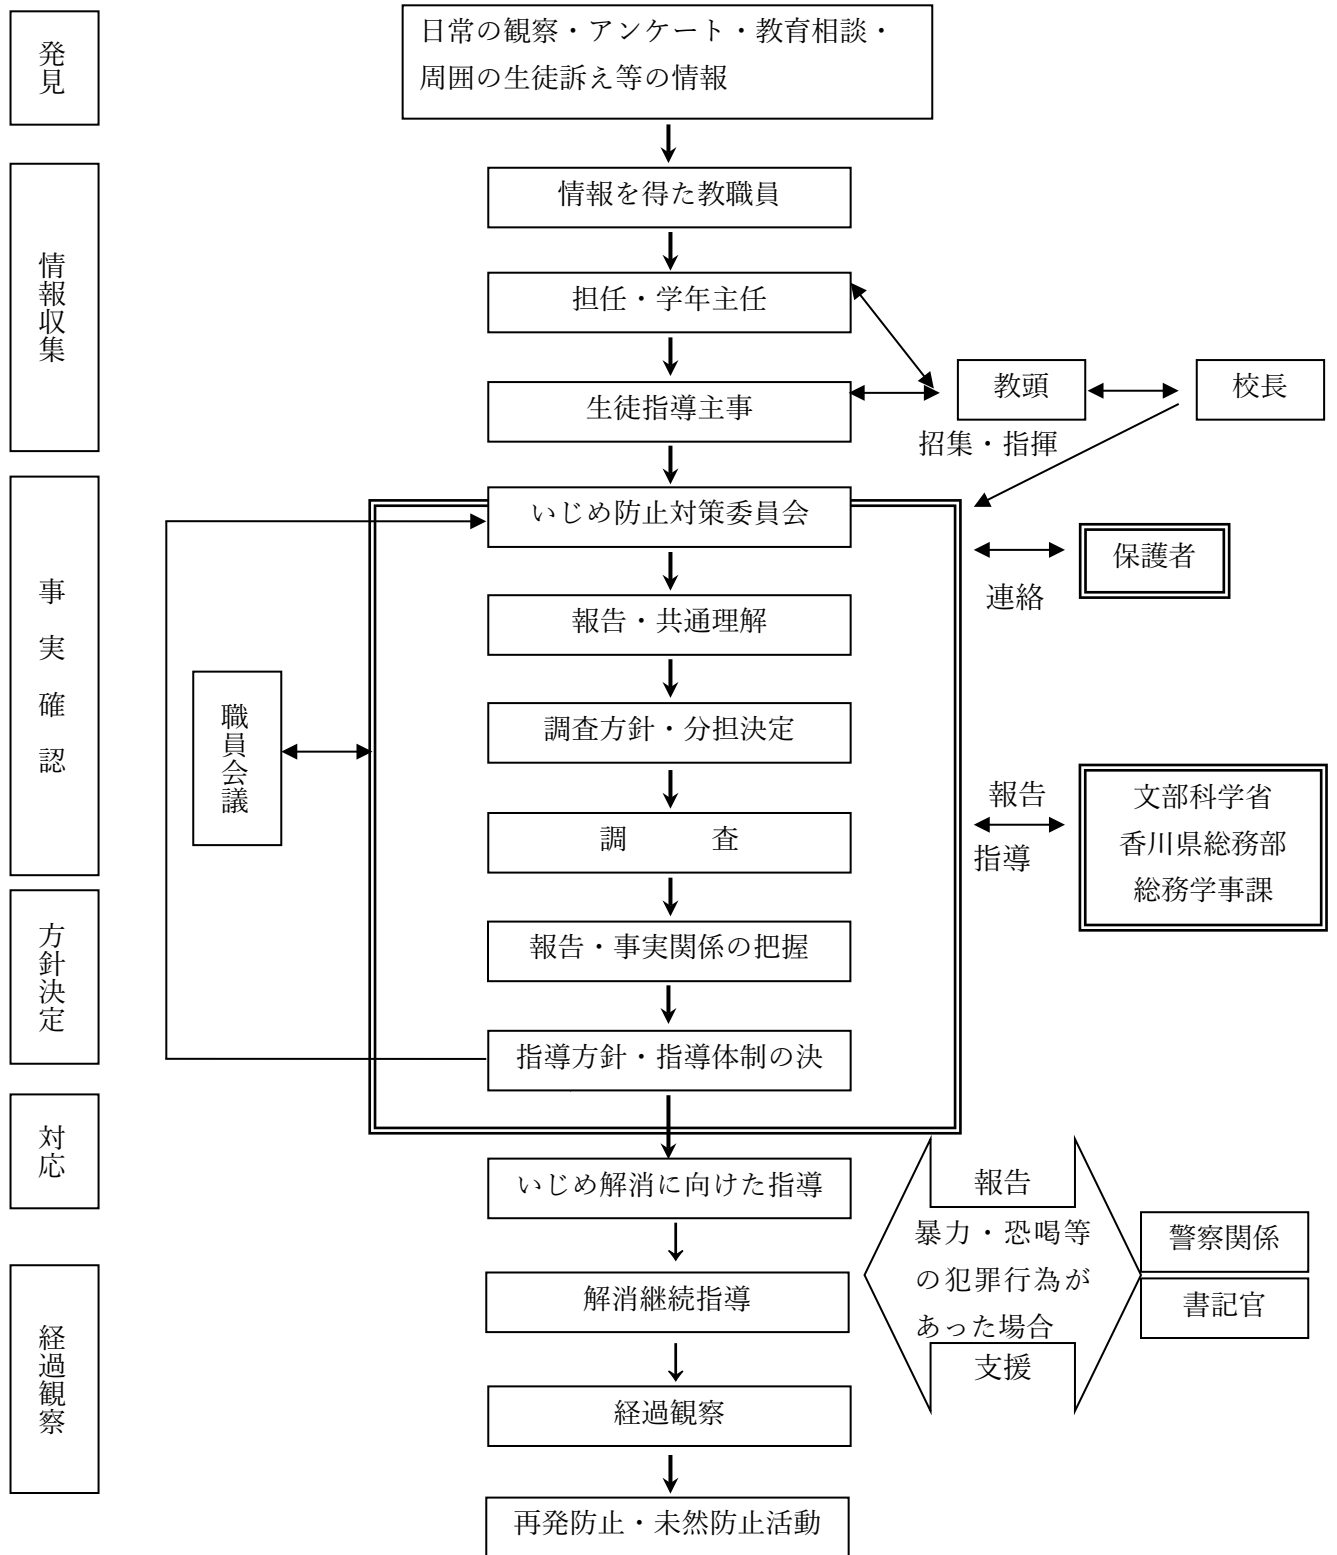 発見
日常の観察・アンケート・教育相談・
周囲の生徒訴え等の情報
情報収集
情報を得た教職員
担任・学年主任
生徒指導主事
教頭
校長
招集・指揮
事実確認
いじめ防止対策委員会
保護者
連絡
報告・共通理解
職員会議
調査方針・分担決定
調　　　査
報告
指導
文部科学省
香川県総務部
総務学事課
方針決定
報告・事実関係の把握
指導方針・指導体制の決
対応
いじめ解消に向けた指導
報告
暴力・恐喝等
の犯罪行為が
あった場合
支援
警察関係
書記官
経過観察
解消継続指導
経過観察
再発防止・未然防止活動